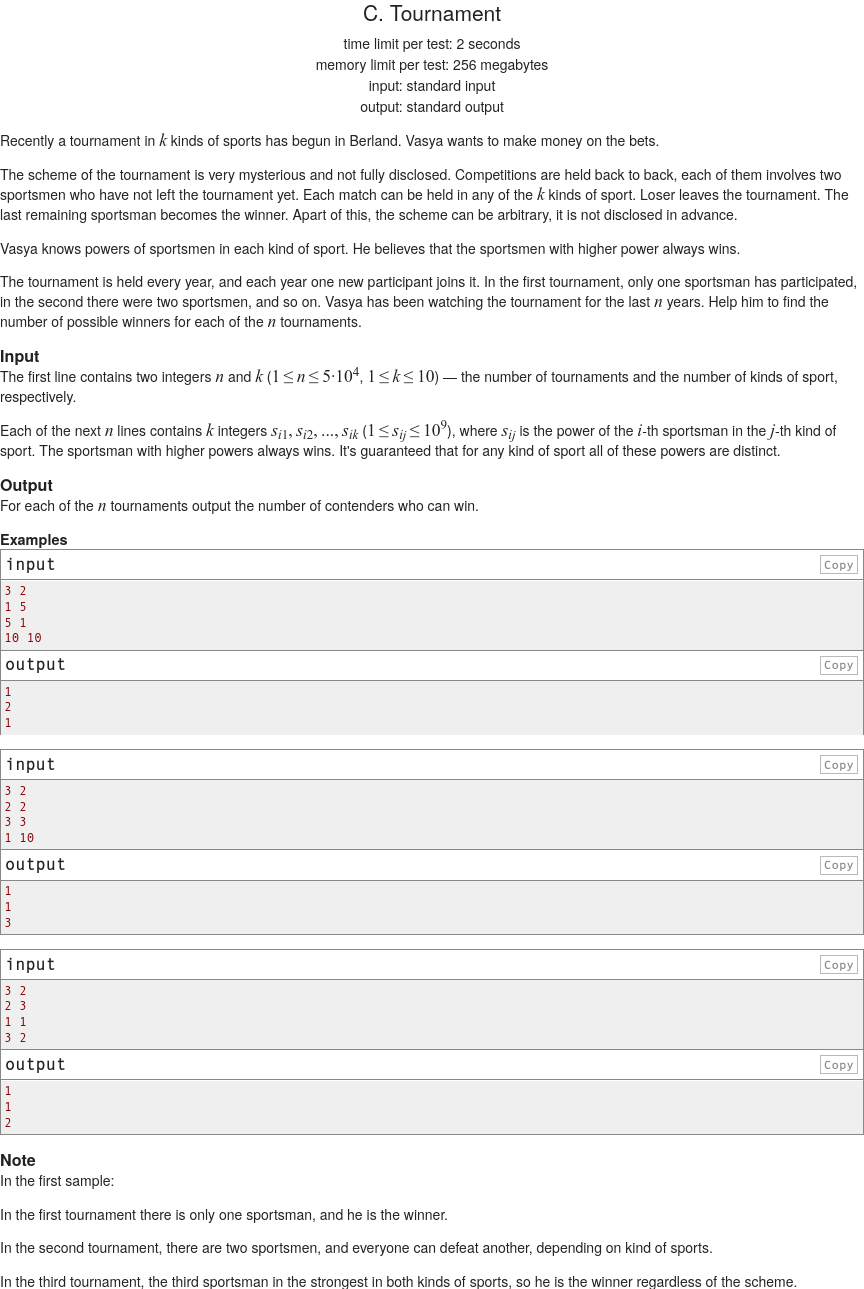 C. Tournament
time limit per test: 2 seconds
memory limit per test: 256 megabytes
input: standard input
output: standard output
Recently a tournament in k kinds of sports has begun in Berland. Vasya wants to make money on the bets.
The scheme of the tournament is very mysterious and not fully disclosed. Competitions are held back to back, each of them involves two
sportsmen who have not left the tournament yet. Each match can be held in any of the k kinds of sport. Loser leaves the tournament. The
last remaining sportsman becomes the winner. Apart of this, the scheme can be arbitrary, it is not disclosed in advance.
Vasya knows powers of sportsmen in each kind of sport. He believes that the sportsmen with higher power always wins.
The tournament is held every year, and each year one new participant joins it. In the first tournament, only one sportsman has participated,
in the second there were two sportsmen, and so on. Vasya has been watching the tournament for the last n years. Help him to find the
number of possible winners for each of the n tournaments.
Input
The first line contains two integers n and k (1 ≤ n ≤ 5·10^4, 1 ≤ k ≤ 10) — the number of tournaments and the number of kinds of sport,
respectively.
Each of the next n lines contains k integers s_{i1}, s_{i2}, ..., s_{ik} (1 ≤ s_{ij} ≤ 10^9), where s_{ij} is the power of the i-th sportsman in the j-th kind of
sport. The sportsman with higher powers always wins. It's guaranteed that for any kind of sport all of these powers are distinct.
Output
For each of the n tournaments output the number of contenders who can win.
Examples
input Copy
3 2
1 5
5 1
10 10
output Copy
1
2
1
input Copy
3 2
2 2
3 3
1 10
output Copy
1
1
3
input Copy
3 2
2 3
1 1
3 2
output Copy
1
1
2
Note
In the first sample:
In the first tournament there is only one sportsman, and he is the winner.
In the second tournament, there are two sportsmen, and everyone can defeat another, depending on kind of sports.
In the third tournament, the third sportsman in the strongest in both kinds of sports, so he is the winner regardless of the scheme.